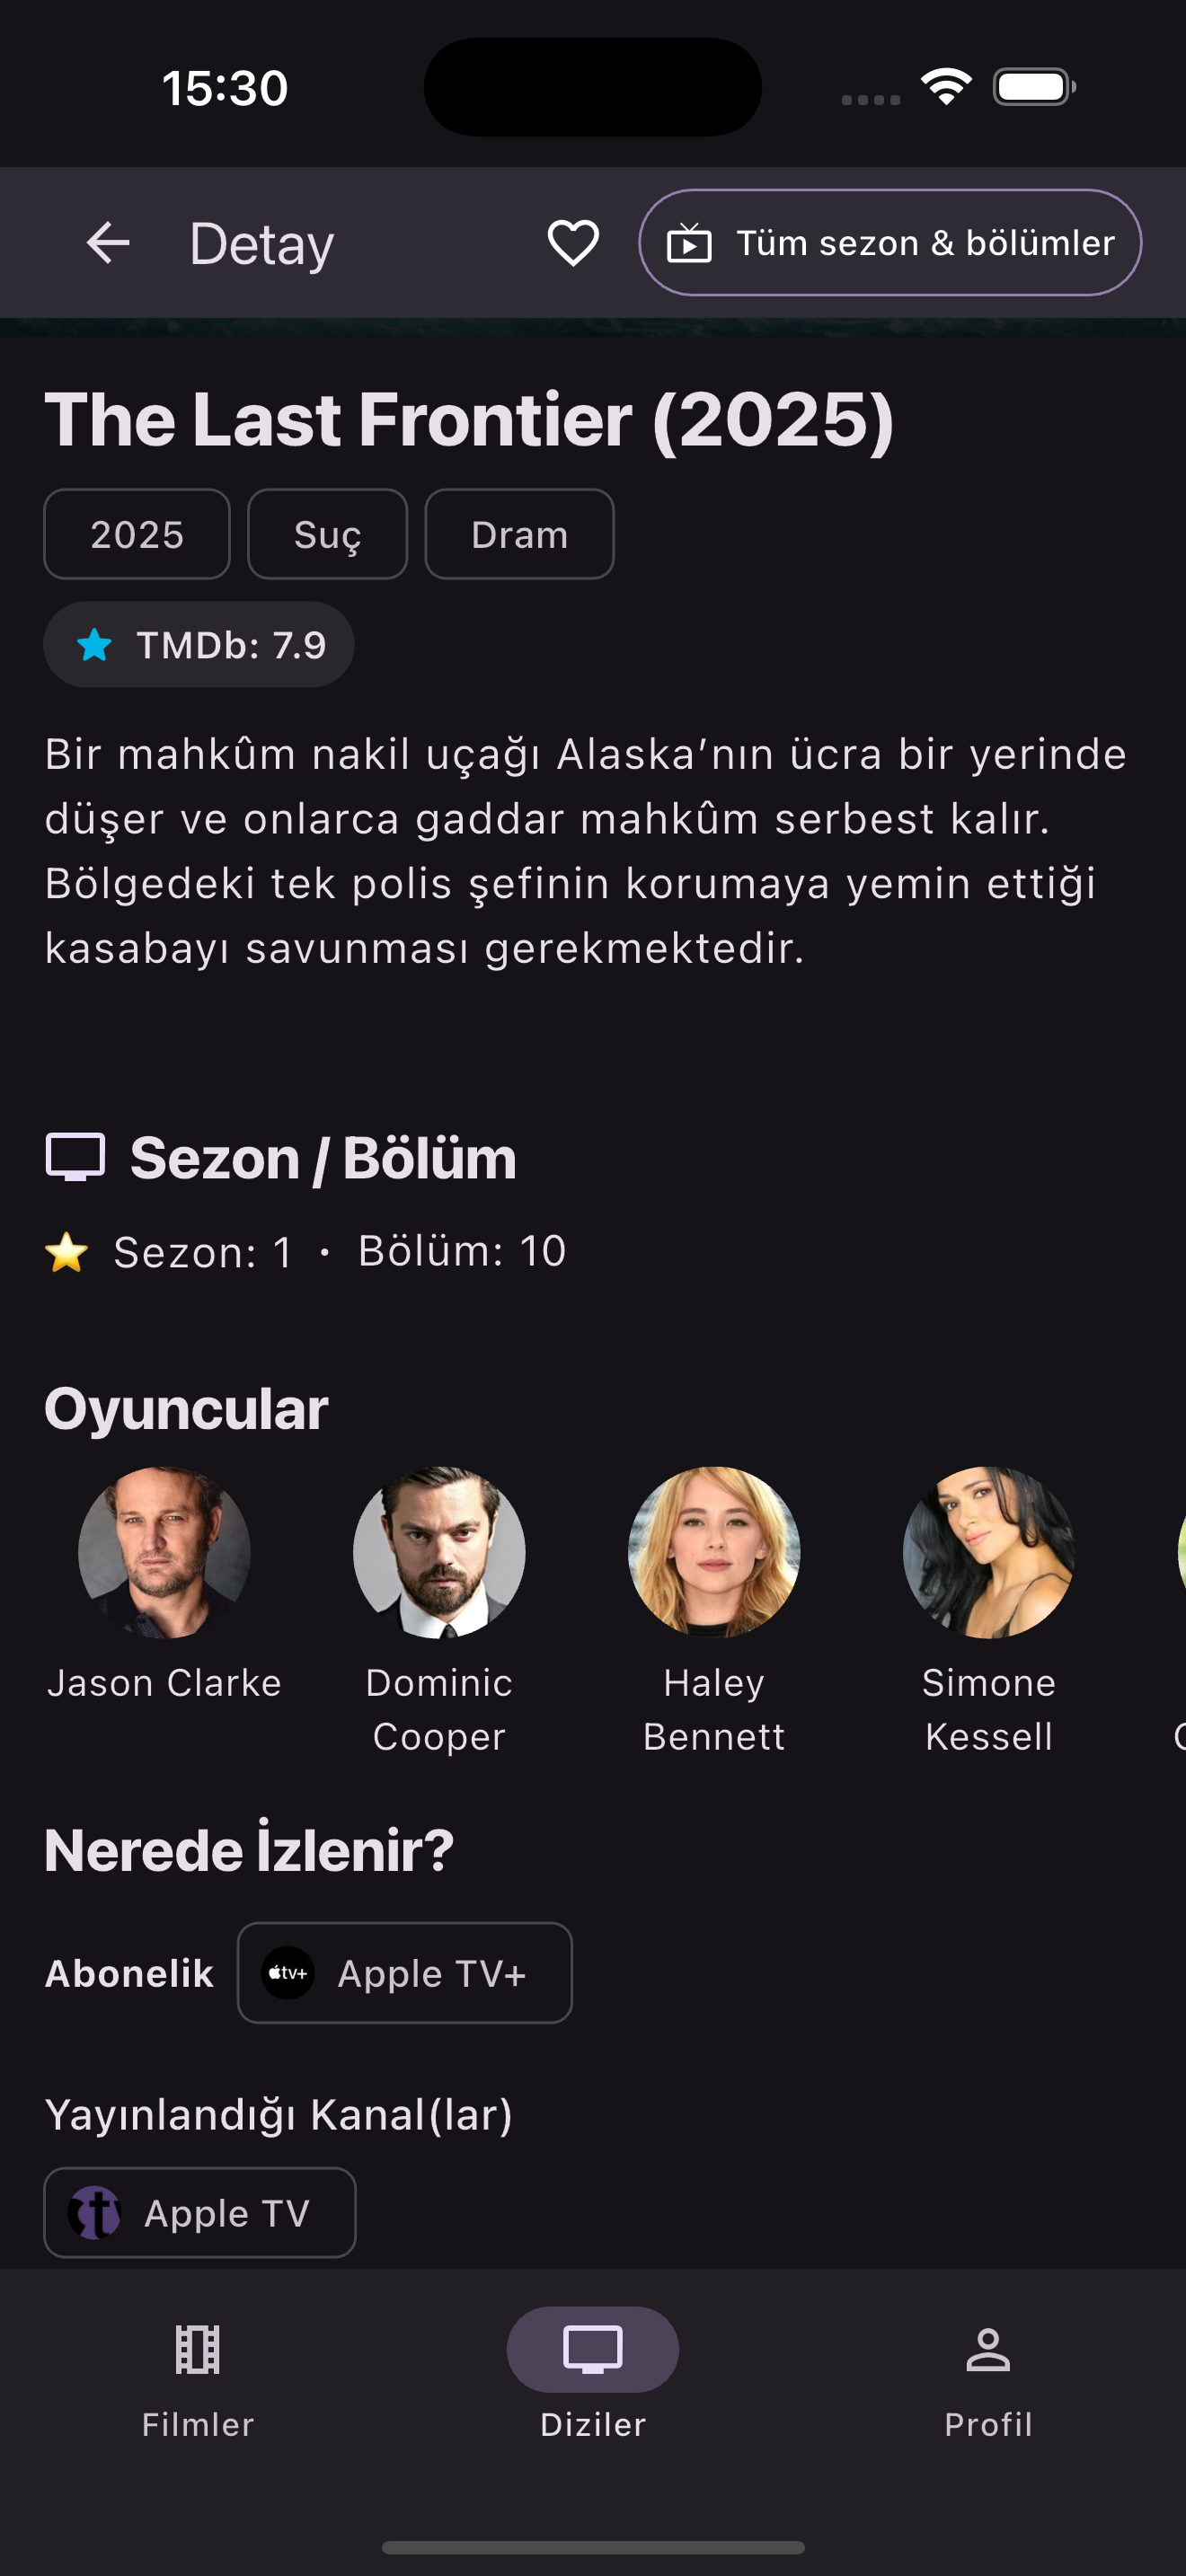 15:30
Detay
Tüm sezon & bölümler
The Last Frontier (2025)
2025
Suç
Dram
TMDb: 7.9
Bir mahkûm nakil uçağı Alaska’nın ücra bir yerinde
düşer ve onlarca gaddar mahkûm serbest kalır.
Bölgedeki tek polis şefinin korumaya yemin ettiği
kasabayı savunması gerekmektedir.
Sezon / Bölüm
Sezon: 1 · Bölüm: 10
Oyuncular
Jason Clarke
Dominic
Cooper
Haley
Bennett
Simone
Kessell
Nerede İzlenir?
Abonelik
tv+
Apple TV+
Yayınlandığı Kanal(lar)
Apple TV
Filmler
Diziler
Profil